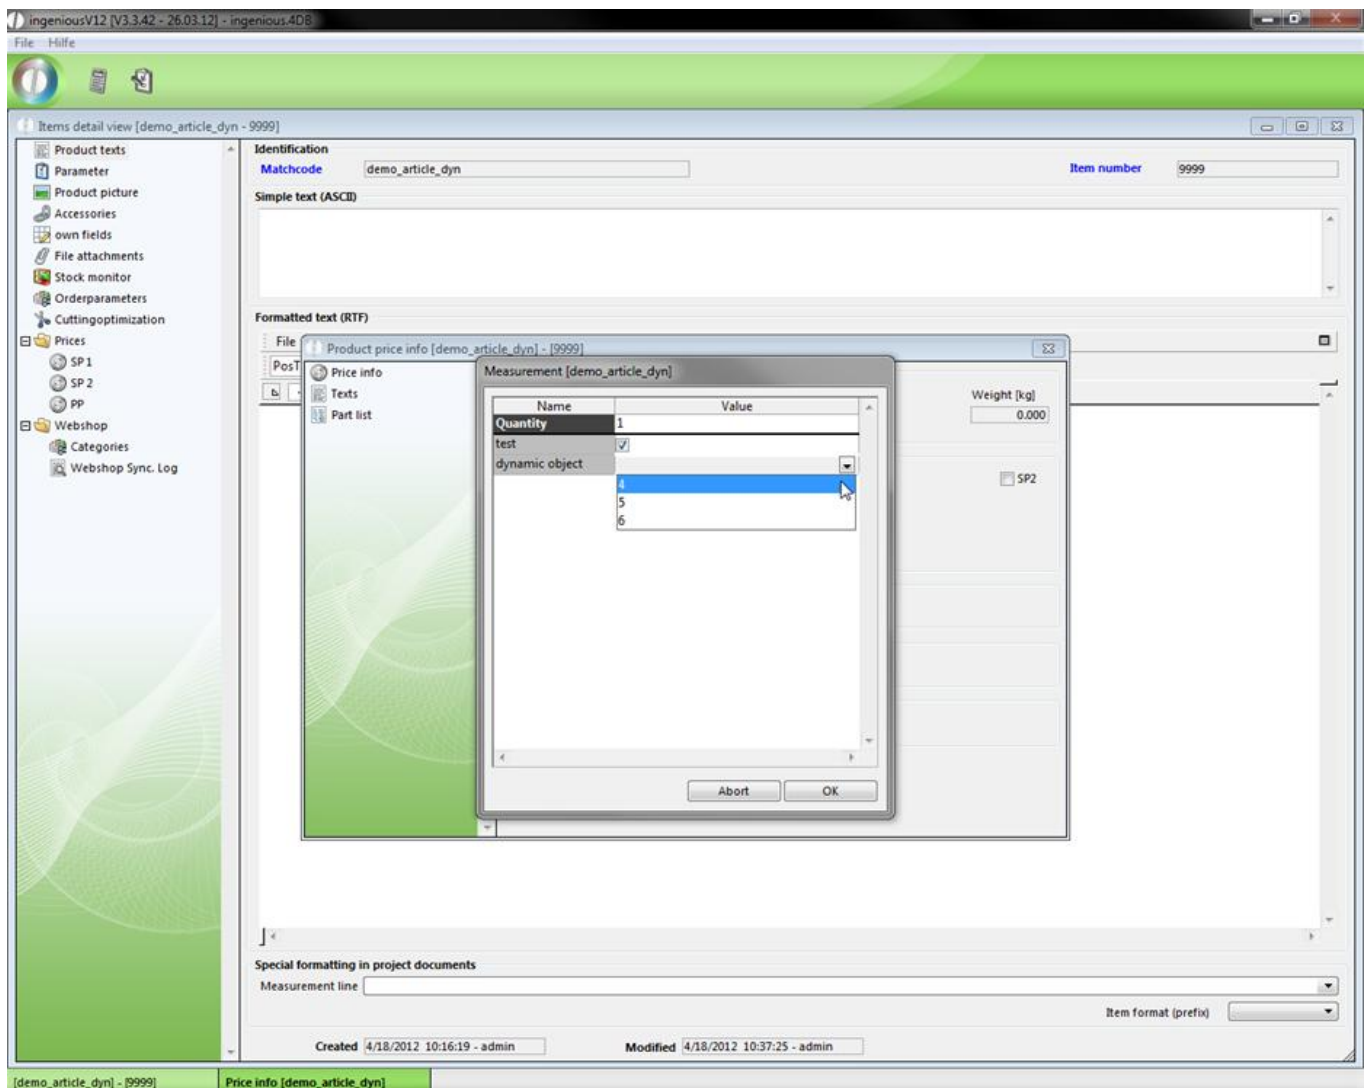 ingeniousV12 [V3.3.42 - 26.03.12] - ingenious.4DB
File Hilfe
Items detail view [demo_article_dyn - 9999]
Product texts
Parameter
Product picture
Accessories
own fields
File attachments
Stock monitor
Orderparameters
Cuttingoptimization
Prices
SP 1
SP 2
PP
Webshop
Categories
Webshop Sync. Log
Identification
Matchcode demo_article_dyn Item number 9999
Simple text (ASCII)
Formatted text (RTF)
File
PosT
Product price info [demo_article_dyn] - [9999]
Price info
Texts
Part list
Weight [kg]
0.000
SP2
Measurement [demo_article_dyn]
Name Value
Quantity 1
test
dynamic object
4
5
6
Abort OK
Special formatting in project documents
Measurement line
Item format (prefix)
Created 4/18/2012 10:16:19 - admin Modified 4/18/2012 10:37:25 - admin
[demo_article_dyn] - [9999] Price info [demo_article_dyn]